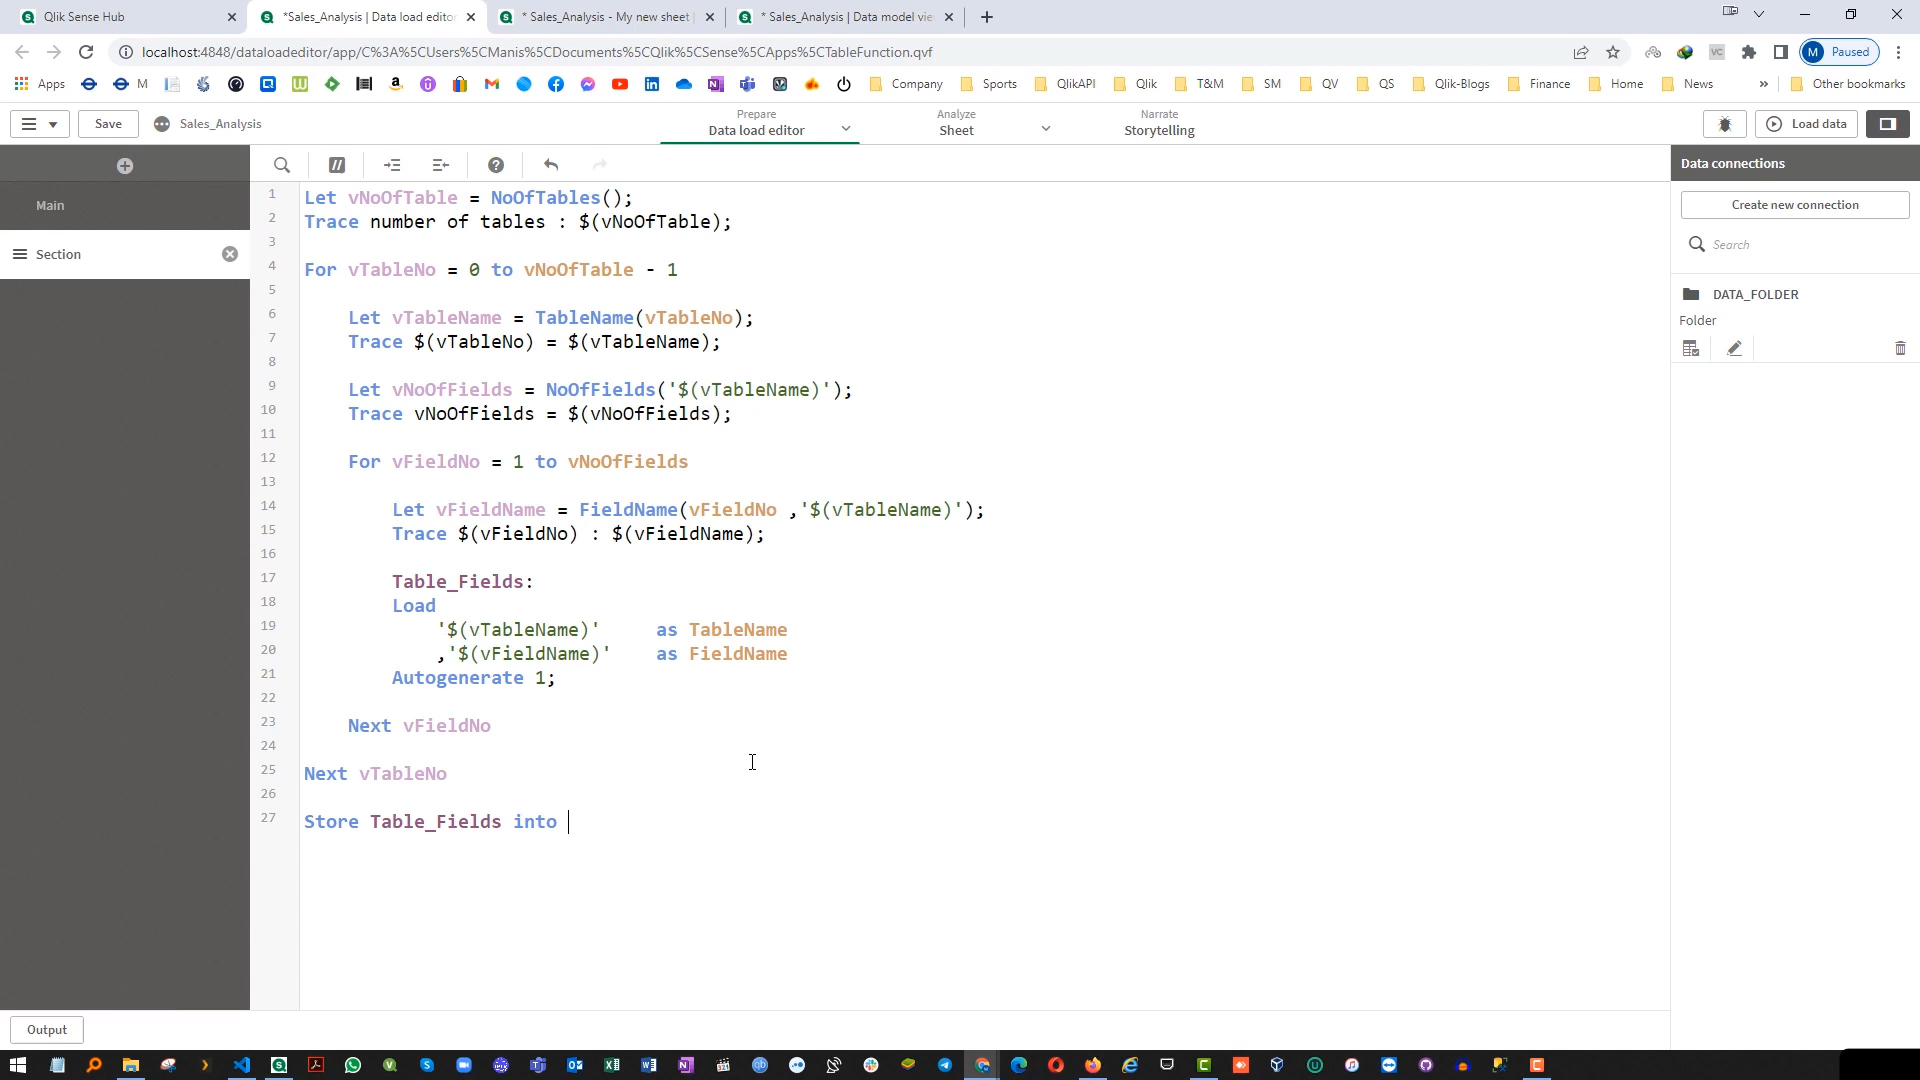 Qlik Sense Hub
*Sales_Analysis | Data load editor
* Sales_Analysis - My new sheet |
* Sales_Analysis | Data model vie
localhost:4848/dataloadeditor/app/C%3A%5CUsers%5CManis%5CDocuments%5CQlik%5CSense%5CApps%5CTableFunction.qvf
M Paused
Apps
M
Company
Sports
QlikAPI
Qlik
T&M
SM
QV
QS
Qlik-Blogs
Finance
Home
News
»
Other bookmarks
Save
Sales_Analysis
Prepare
Data load editor
Analyze
Sheet
Narrate
Storytelling
Load data
Main
Section
Data connections
Create new connection
Search
DATA_FOLDER
Folder
1 Let vNoOfTable = NoOfTables();
2 Trace number of tables : $(vNoOfTable);
3
4 For vTableNo = 0 to vNoOfTable - 1
5
6 Let vTableName = TableName(vTableNo);
7 Trace $(vTableNo) = $(vTableName);
8
9 Let vNoOfFields = NoOfFields('$(vTableName)');
10 Trace vNoOfFields = $(vNoOfFields);
11
12 For vFieldNo = 1 to vNoOfFields
13
14 Let vFieldName = FieldName(vFieldNo ,'$(vTableName)');
15 Trace $(vFieldNo) : $(vFieldName);
16
17 Table_Fields:
18 Load
19 '$(vTableName)' as TableName
20 ,'$(vFieldName)' as FieldName
21 Autogenerate 1;
22
23 Next vFieldNo
24
25 Next vTableNo
26
27 Store Table_Fields into
Output